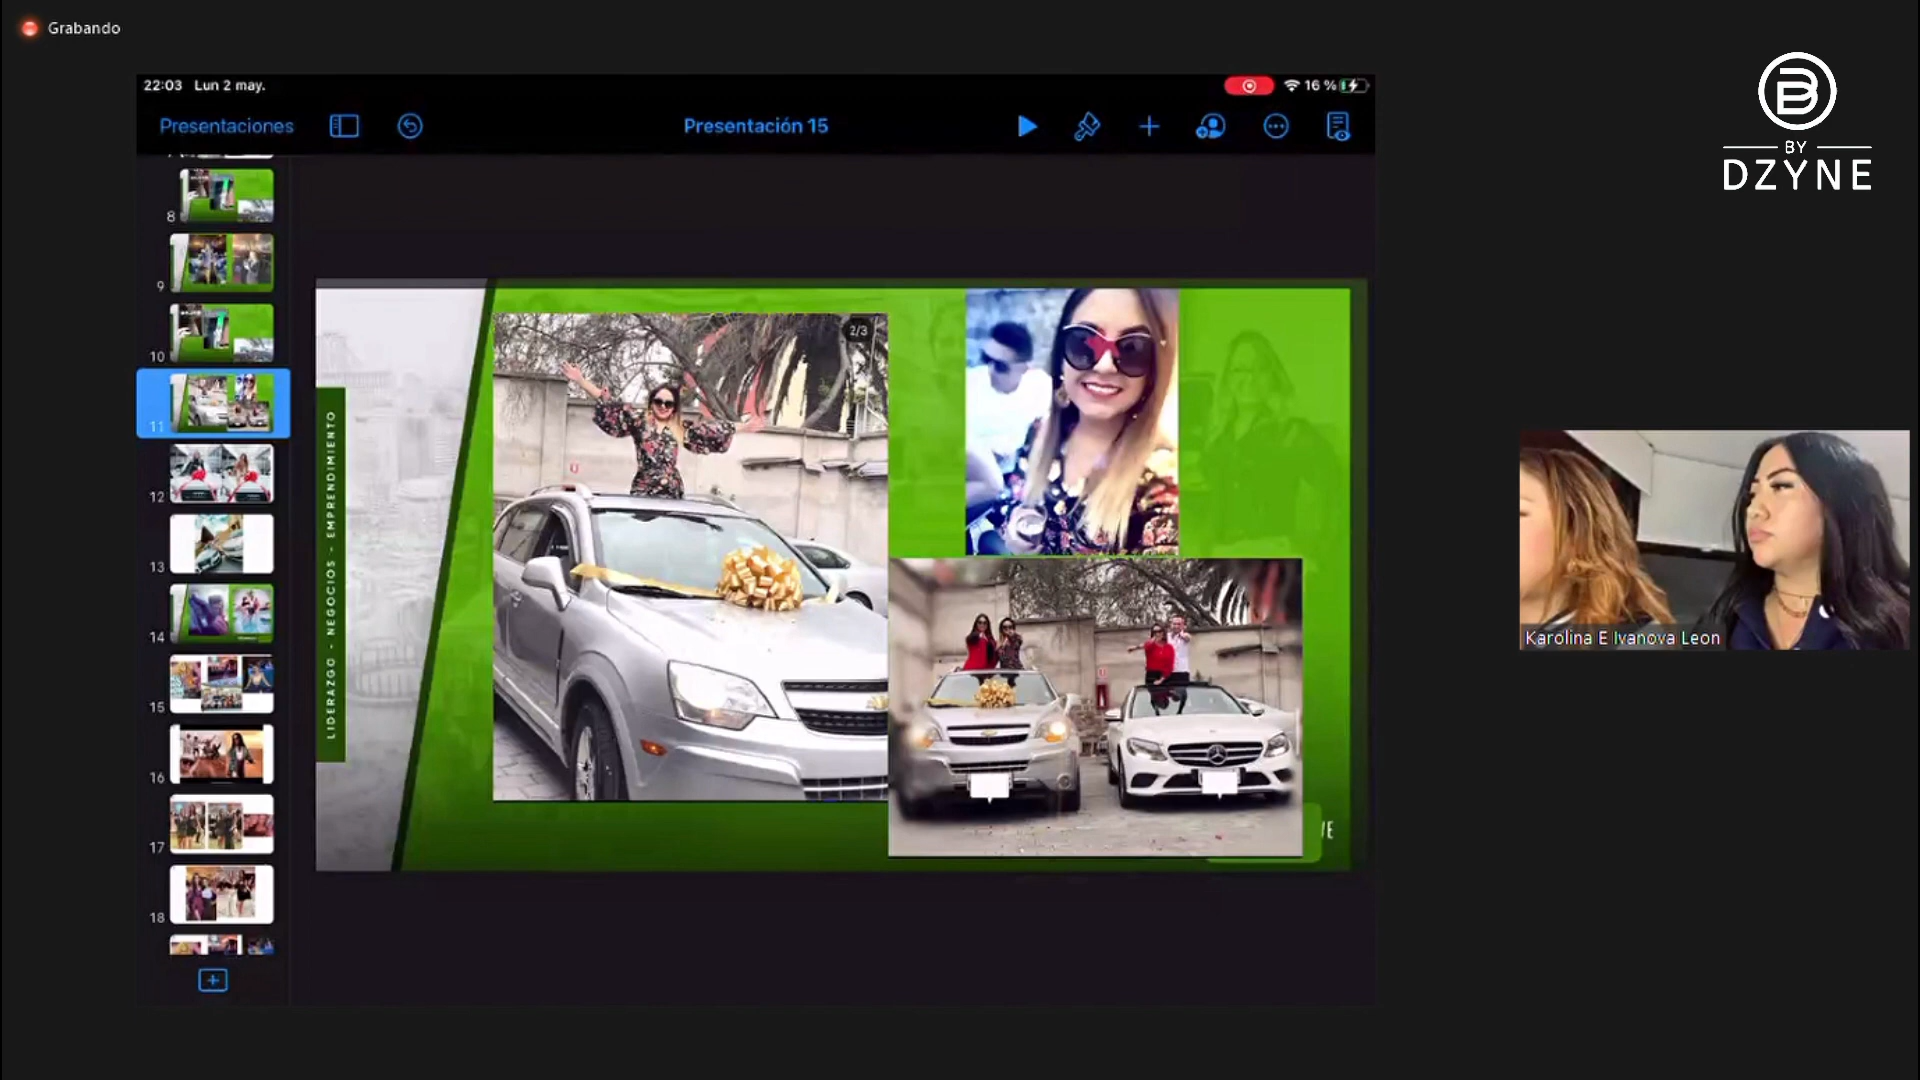 Grabando
22:03 Lun 2 may.
16 %
Presentaciones
Presentación 15
B
BY
DZYNE
8
9
10
11
12
13
14
15
16
17
18
LIDERAZGO - NEGOCIOS - EMPRENDIMIENTO
2/3
VE
Karolina E Ivanova Leon